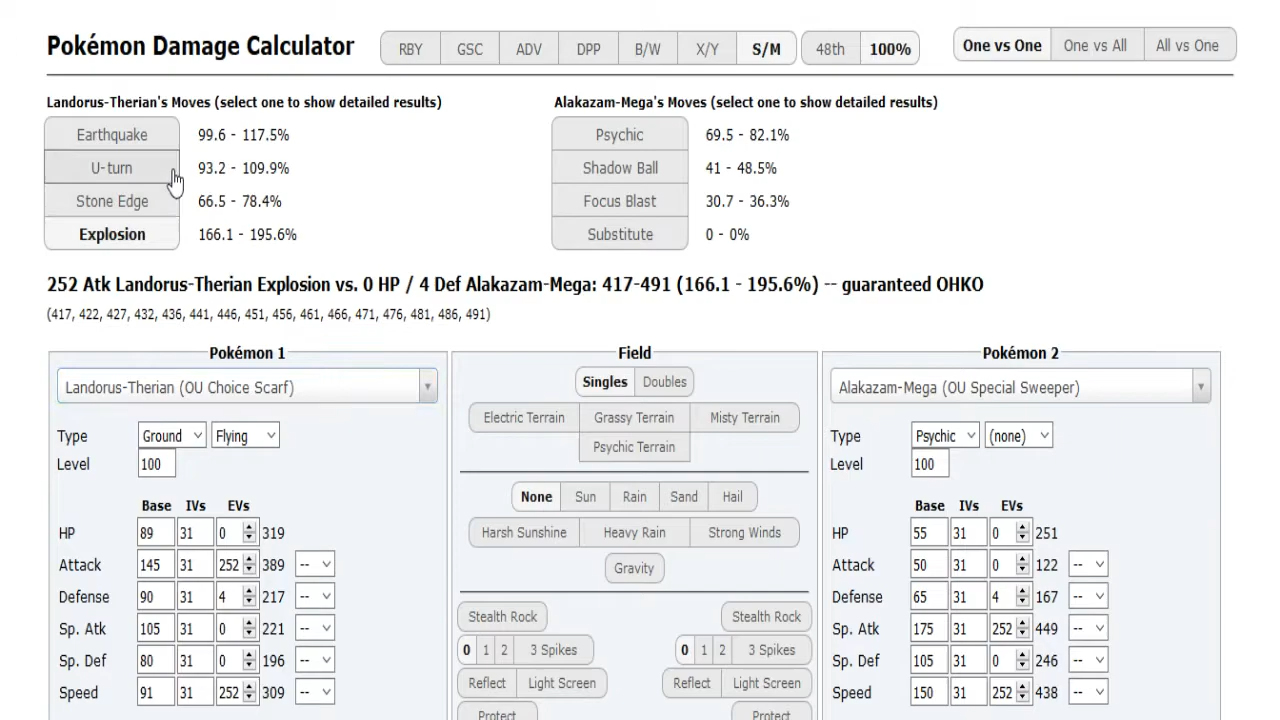 Pokémon Damage Calculator RBY GSC ADV DPP B/W X/Y S/M 48th 100% One vs One One vs All All vs One
Landorus-Therian's Moves (select one to show detailed results) Alakazam-Mega's Moves (select one to show detailed results)
Earthquake 99.6 - 117.5% Psychic 69.5 - 82.1%
U-turn 93.2 - 109.9% Shadow Ball 41 - 48.5%
Stone Edge 66.5 - 78.4% Focus Blast 30.7 - 36.3%
Explosion 166.1 - 195.6% Substitute 0 - 0%
252 Atk Landorus-Therian Explosion vs. 0 HP / 4 Def Alakazam-Mega: 417-491 (166.1 - 195.6%) -- guaranteed OHKO
(417, 422, 427, 432, 436, 441, 446, 451, 456, 461, 466, 471, 476, 481, 486, 491)
Pokémon 1 Field Pokémon 2
Landorus-Therian (OU Choice Scarf) Singles Doubles Alakazam-Mega (OU Special Sweeper)
Electric Terrain Grassy Terrain Misty Terrain
Type Ground Flying Psychic Terrain Type Psychic (none)
Level 100 Level 100
None Sun Rain Sand Hail
Base IVs EVs Base IVs EVs
HP 89 31 0 319 Harsh Sunshine Heavy Rain Strong Winds HP 55 31 0 251
Attack 145 31 252 389 -- Gravity Attack 50 31 0 122 --
Defense 90 31 4 217 -- Defense 65 31 4 167 --
Sp. Atk 105 31 0 221 -- Stealth Rock Stealth Rock Sp. Atk 175 31 252 449 --
Sp. Def 80 31 0 196 -- 0 1 2 3 Spikes 0 1 2 3 Spikes Sp. Def 105 31 0 246 --
Speed 91 31 252 309 -- Reflect Light Screen Reflect Light Screen Speed 150 31 252 438 --
Protect Protect